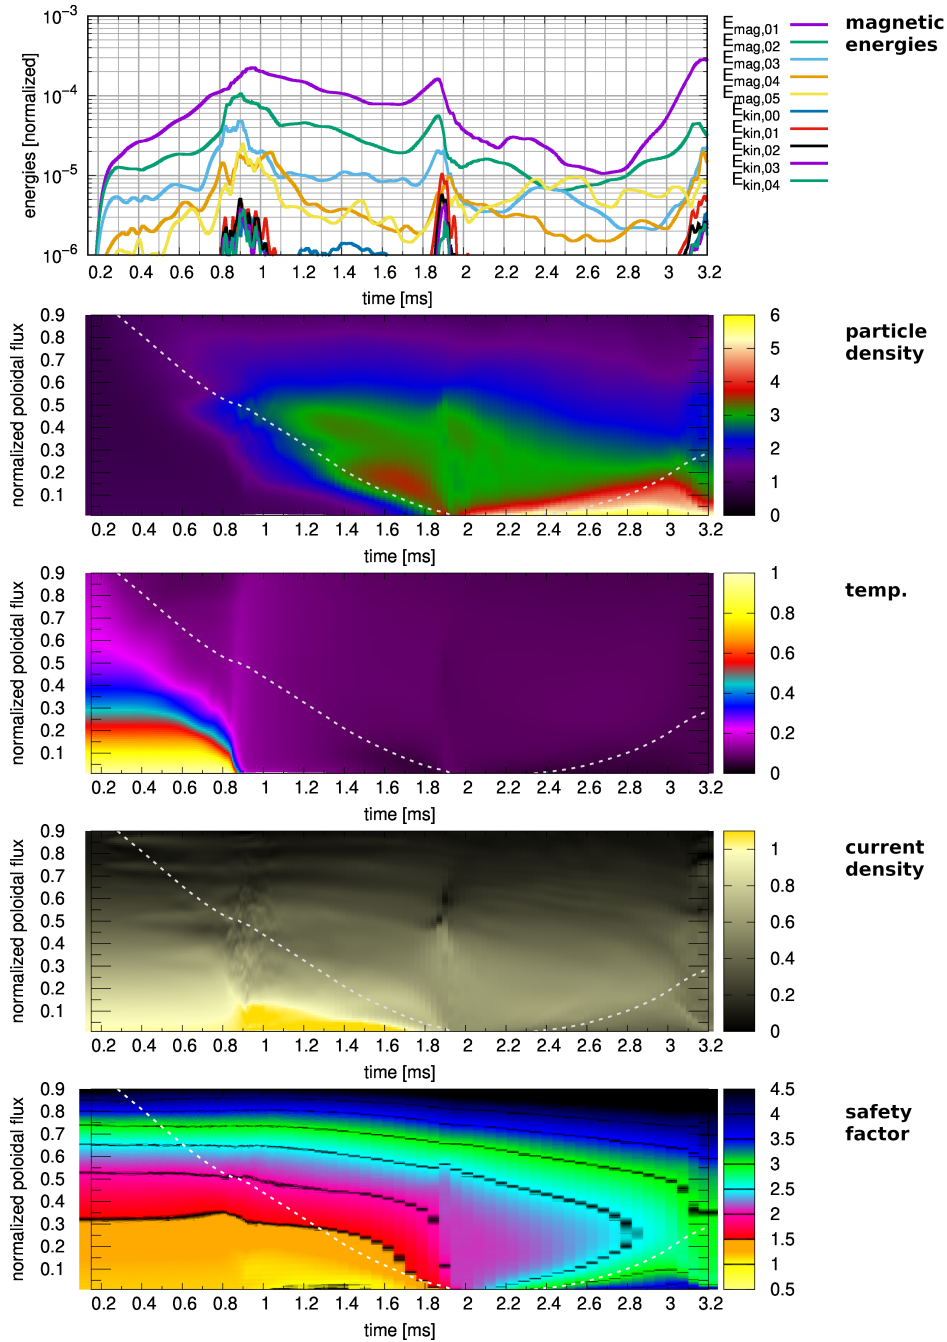 10⁻³
10⁻⁴
10⁻⁵
10⁻⁶
energies [normalized]
0.2 0.4 0.6 0.8 1 1.2 1.4 1.6 1.8 2 2.2 2.4 2.6 2.8 3 3.2
time [ms]
Emag,01
Emag,02
Emag,03
Emag,04
Emag,05
Ekin,00
Ekin,01
Ekin,02
Ekin,03
Ekin,04
magnetic
energies
0.9
0.8
0.7
0.6
0.5
0.4
0.3
0.2
0.1
normalized poloidal flux
0.2 0.4 0.6 0.8 1 1.2 1.4 1.6 1.8 2 2.2 2.4 2.6 2.8 3 3.2
time [ms]
6
5
4
3
2
1
0
particle
density
0.9
0.8
0.7
0.6
0.5
0.4
0.3
0.2
0.1
normalized poloidal flux
0.2 0.4 0.6 0.8 1 1.2 1.4 1.6 1.8 2 2.2 2.4 2.6 2.8 3 3.2
time [ms]
1
0.8
0.6
0.4
0.2
0
temp.
0.9
0.8
0.7
0.6
0.5
0.4
0.3
0.2
0.1
normalized poloidal flux
0.2 0.4 0.6 0.8 1 1.2 1.4 1.6 1.8 2 2.2 2.4 2.6 2.8 3 3.2
time [ms]
1
0.8
0.6
0.4
0.2
0
current
density
0.9
0.8
0.7
0.6
0.5
0.4
0.3
0.2
0.1
normalized poloidal flux
0.2 0.4 0.6 0.8 1 1.2 1.4 1.6 1.8 2 2.2 2.4 2.6 2.8 3 3.2
time [ms]
4.5
4
3.5
3
2.5
2
1.5
1
0.5
safety
factor